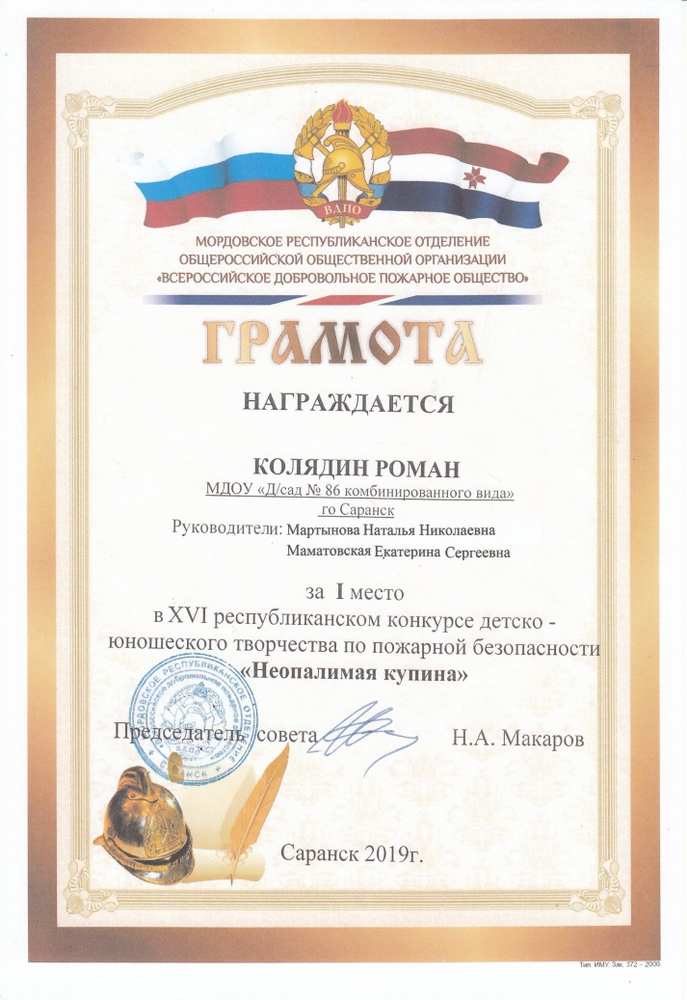 ВДПО
МОРДОВСКОЕ РЕСПУБЛИКАНСКОЕ ОТДЕЛЕНИЕ
ОБЩЕРОССИЙСКОЙ ОБЩЕСТВЕННОЙ ОРГАНИЗАЦИИ
«ВСЕРОССИЙСКОЕ ДОБРОВОЛЬНОЕ ПОЖАРНОЕ ОБЩЕСТВО»
ГРАМОТА
НАГРАЖДАЕТСЯ
КОЛЯДИН РОМАН
МДОУ «Д/сад № 86 комбинированного вида»
го Саранск
Руководители: Мартынова Наталья Николаевна
Маматовская Екатерина Сергеевна
за I место
в XVI республиканском конкурсе детско -
юношеского творчества по пожарной безопасности
«Неопалимая купина»
Председатель совета Н.А. Макаров
Саранск 2019г.
Тип. ИМУ. Зак. 372 – 2000.